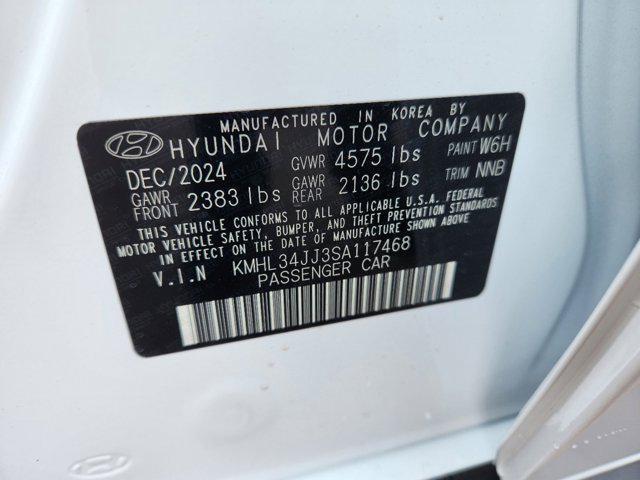 MANUFACTURED IN KOREA BY
HYUNDAI MOTOR COMPANY
DEC/2024 GVWR 4575 lbs PAINT W6H
GAWR FRONT 2383 lbs GAWR REAR 2136 lbs TRIM NNB
THIS VEHICLE CONFORMS TO ALL APPLICABLE U.S.A. FEDERAL
MOTOR VEHICLE SAFETY, BUMPER, AND THEFT PREVENTION
STANDARDS IN EFFECT ON THE DATE OF MANUFACTURE SHOWN ABOVE
V.I.N KMHL34JJ3SA117468
PASSENGER CAR